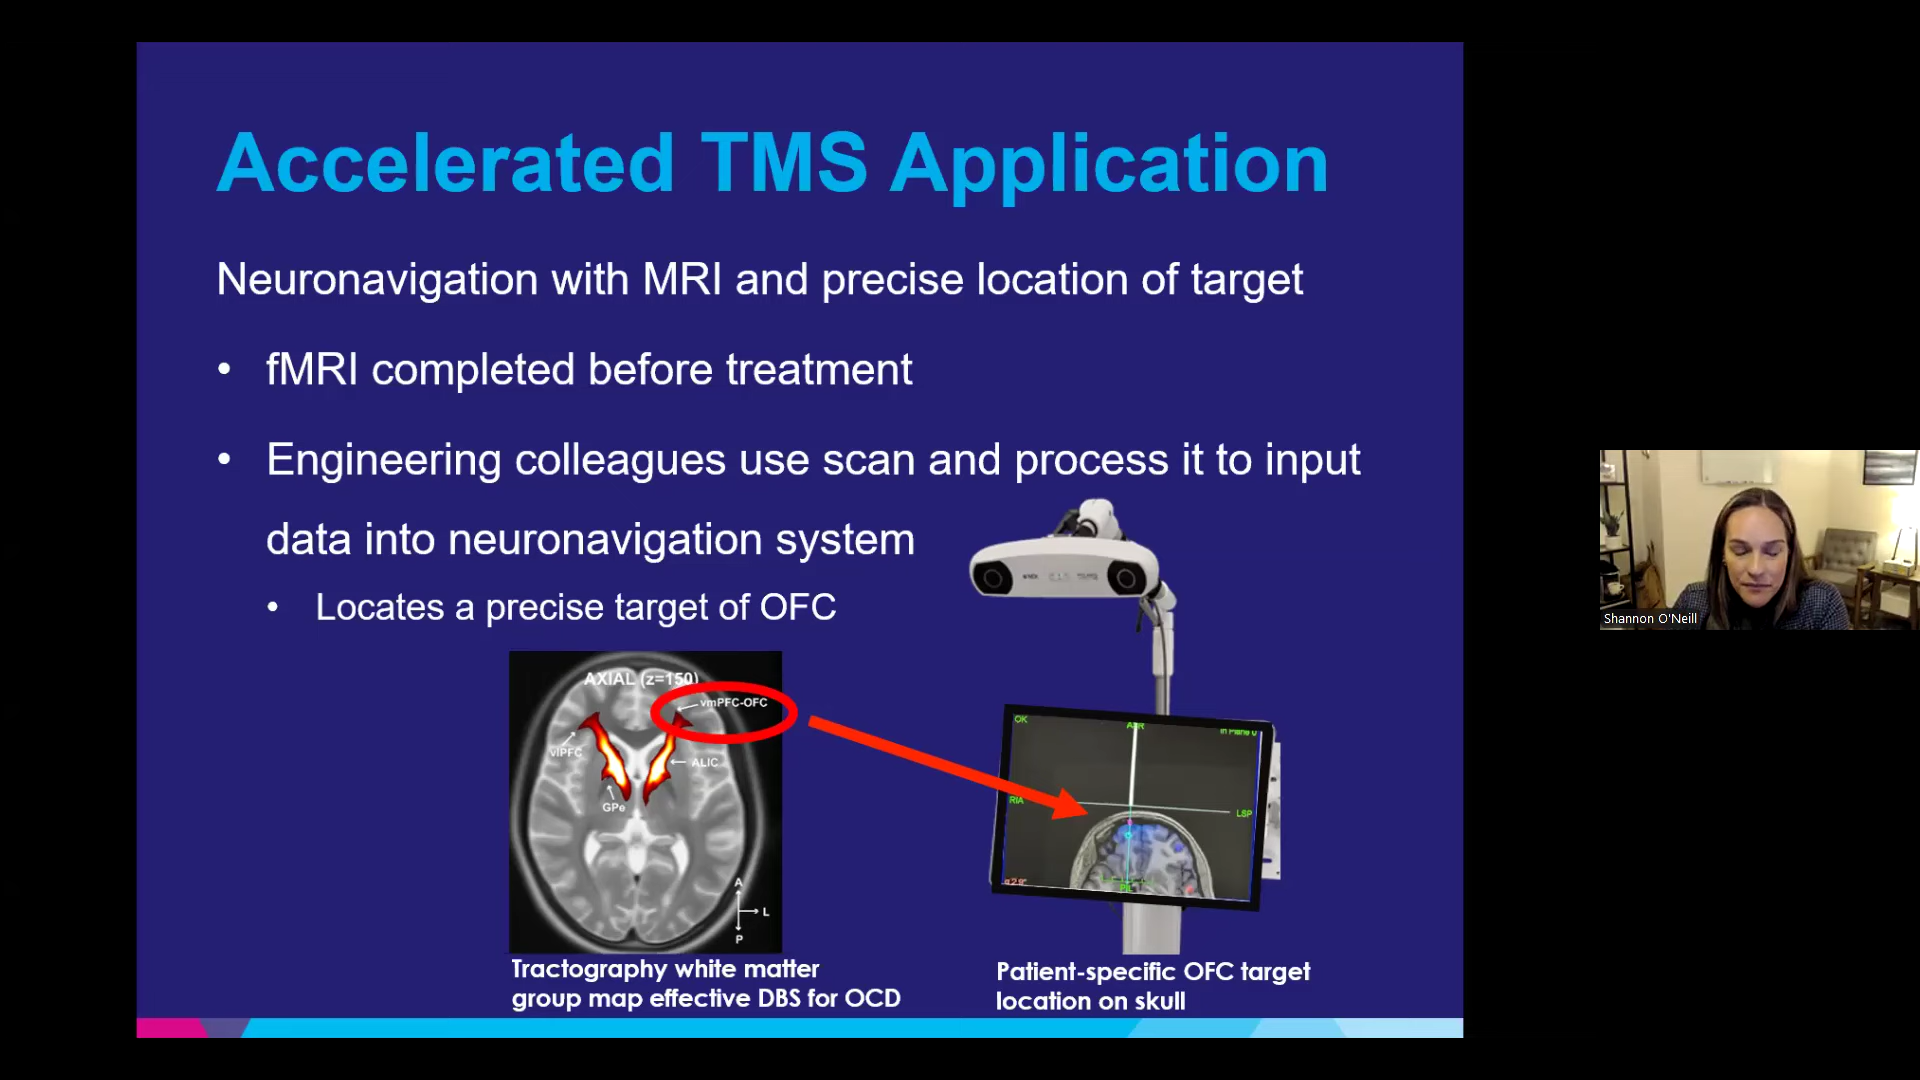 Accelerated TMS Application
Neuronavigation with MRI and precise location of target
• fMRI completed before treatment
• Engineering colleagues use scan and process it to input
data into neuronavigation system
• Locates a precise target of OFC
AXIAL (z=150)
vmPFC-OFC
vlPFC
ALIC
GPe
A
L
P
OK
In Plane
RIA
LSP
Tractography white matter
group map effective DBS for OCD
Patient-specific OFC target
location on skull
Shannon O'Neill